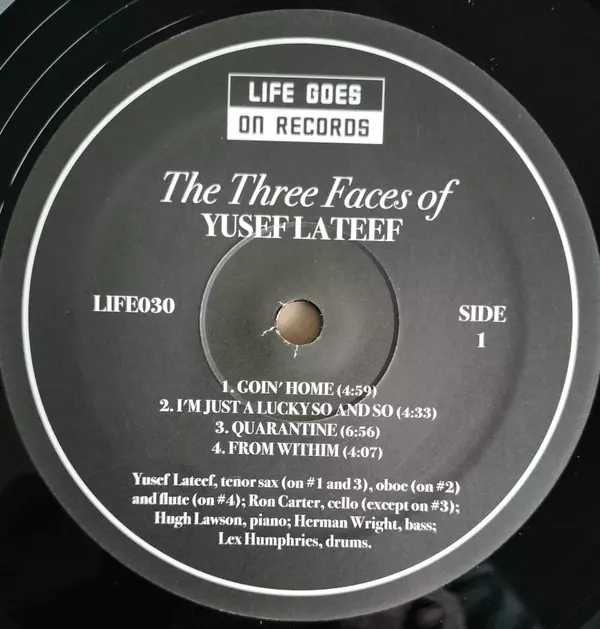 LIFE GOES
ON RECORDS
The Three Faces of
YUSEF LATEEF
LIFE030
SIDE
1
1. GOIN' HOME (4:59)
2. I'M JUST A LUCKY SO AND SO (4:33)
3. QUARANTINE (6:56)
4. FROM WITHIM (4:07)
Yusef Lateef, tenor sax (on #1 and 3), oboe (on #2)
and flute (on #4); Ron Carter, cello (except on #3);
Hugh Lawson, piano; Herman Wright, bass;
Lex Humphries, drums.